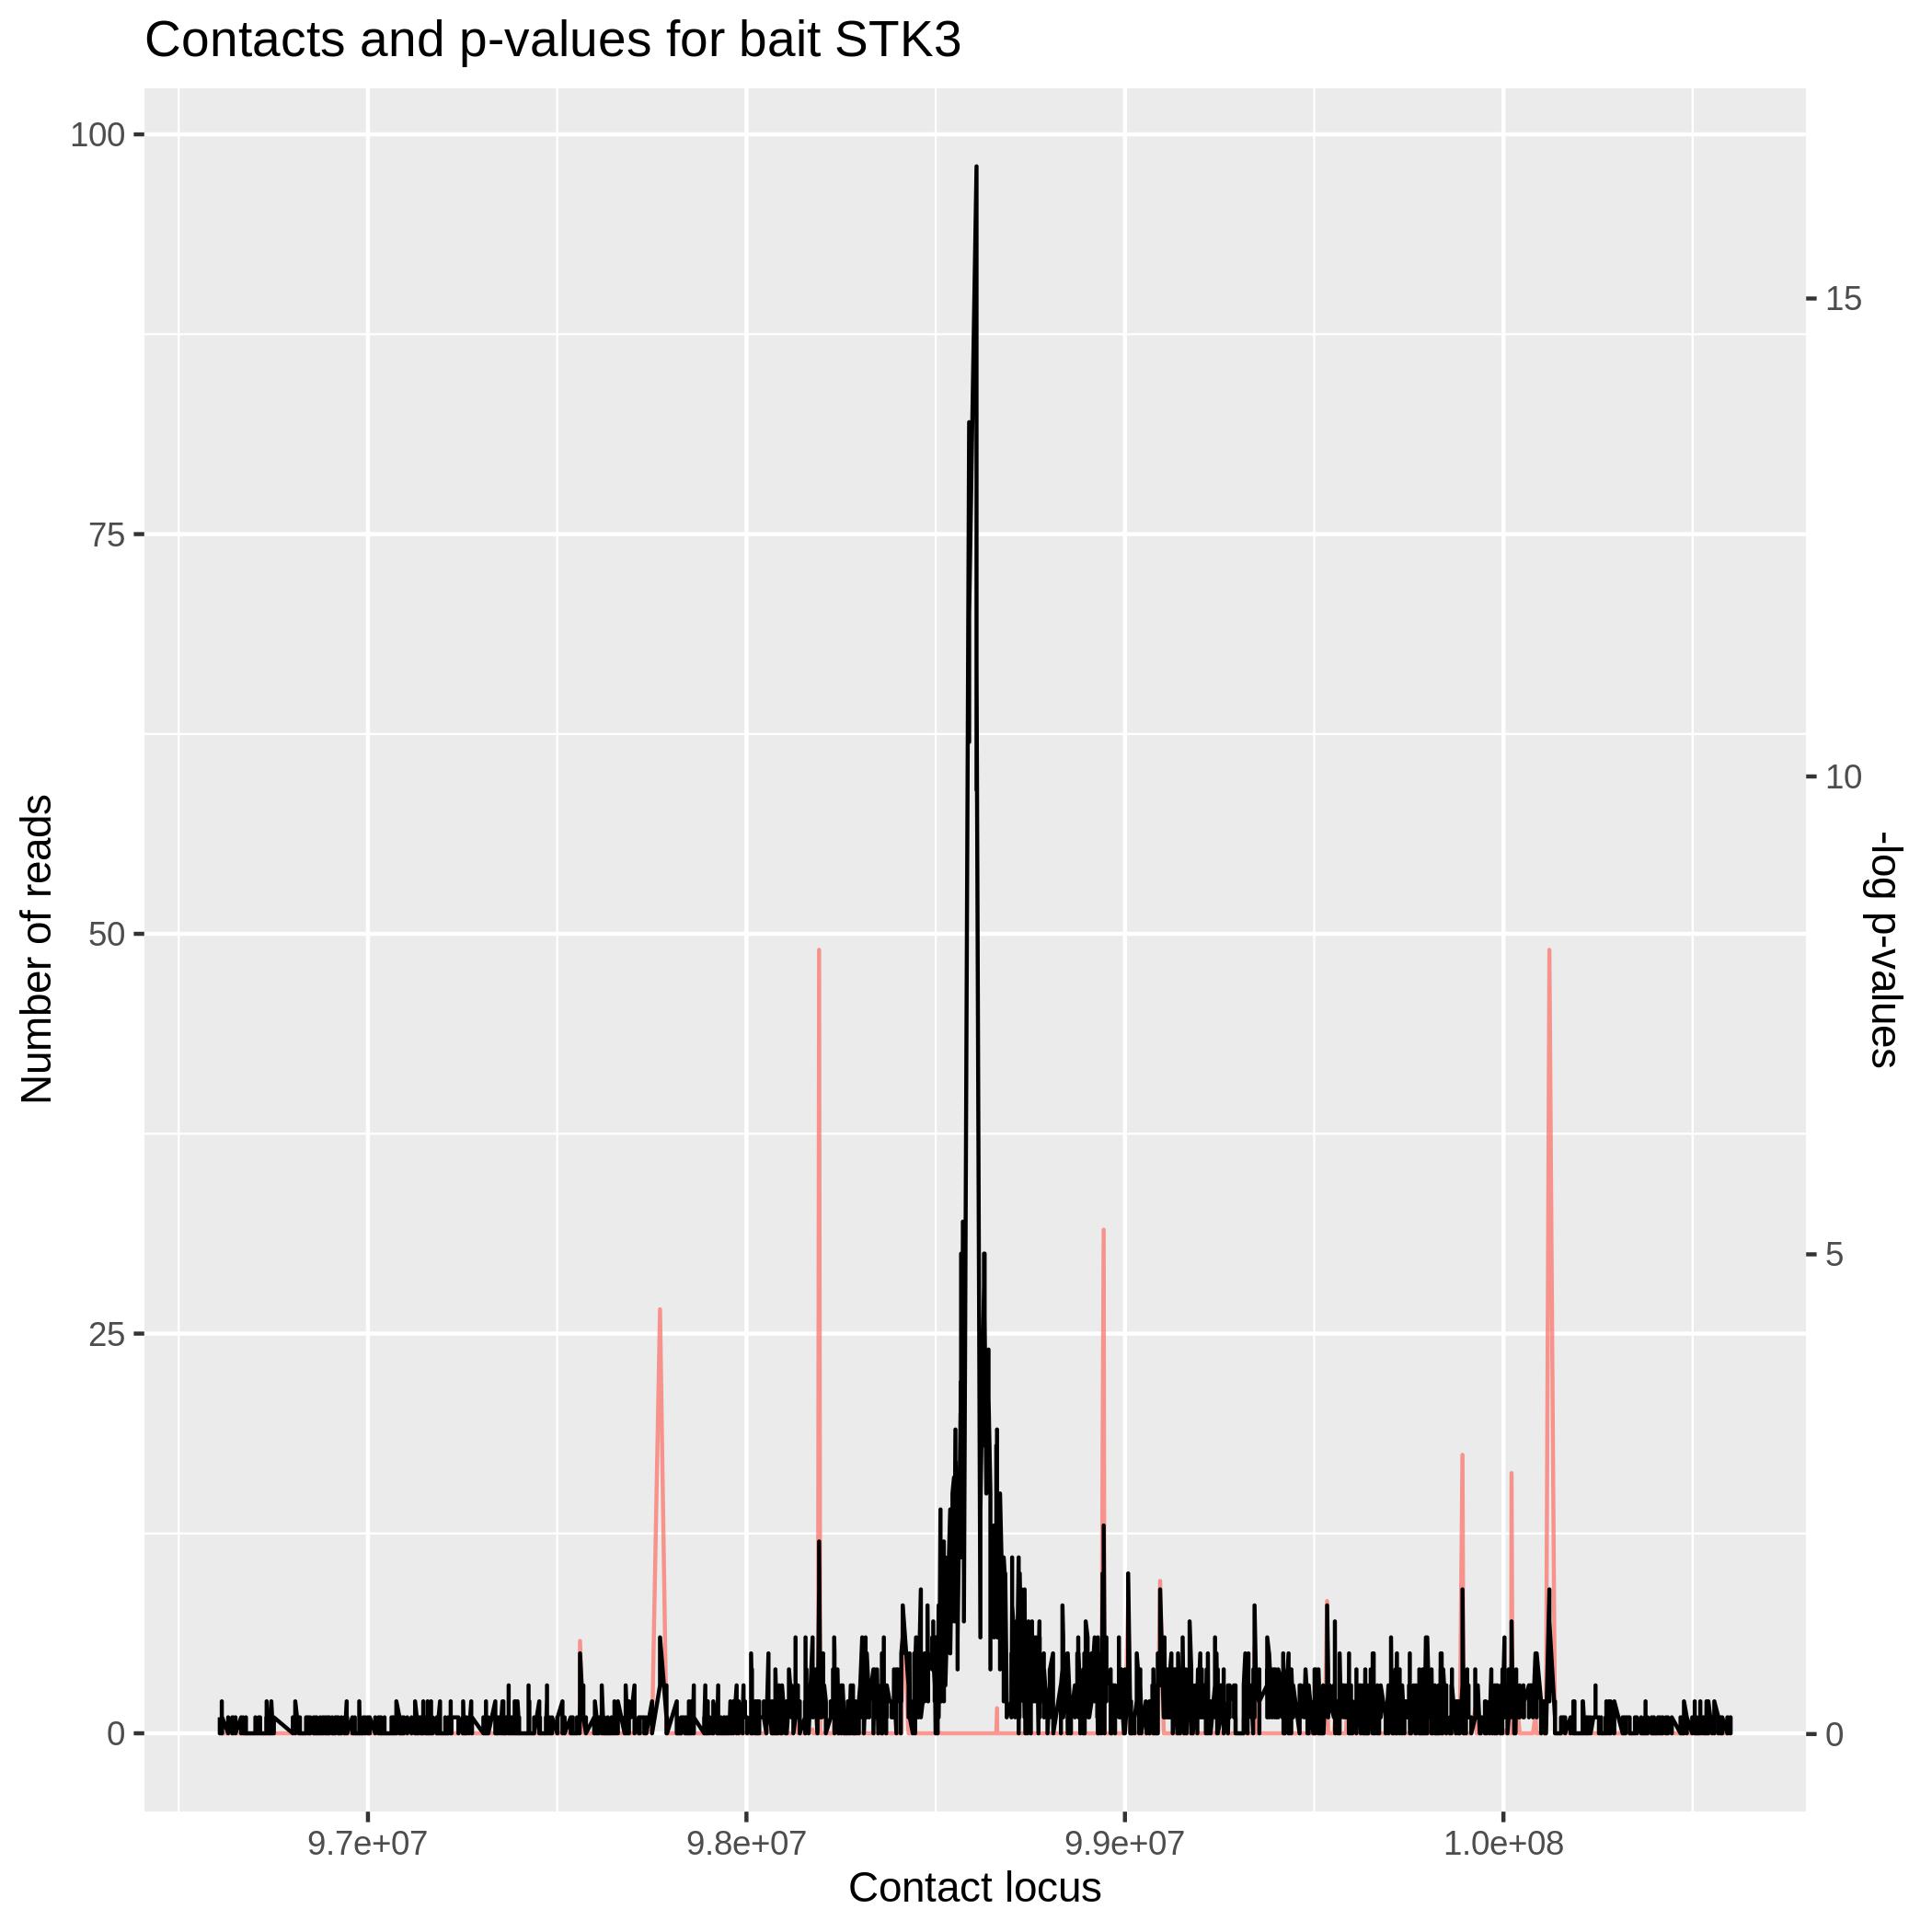 Contacts and p-values for bait STK3
100
75
50
25
0
Number of reads
15
10
5
0
-log p-values
9.7e+07 9.8e+07 9.9e+07 1.0e+08
Contact locus